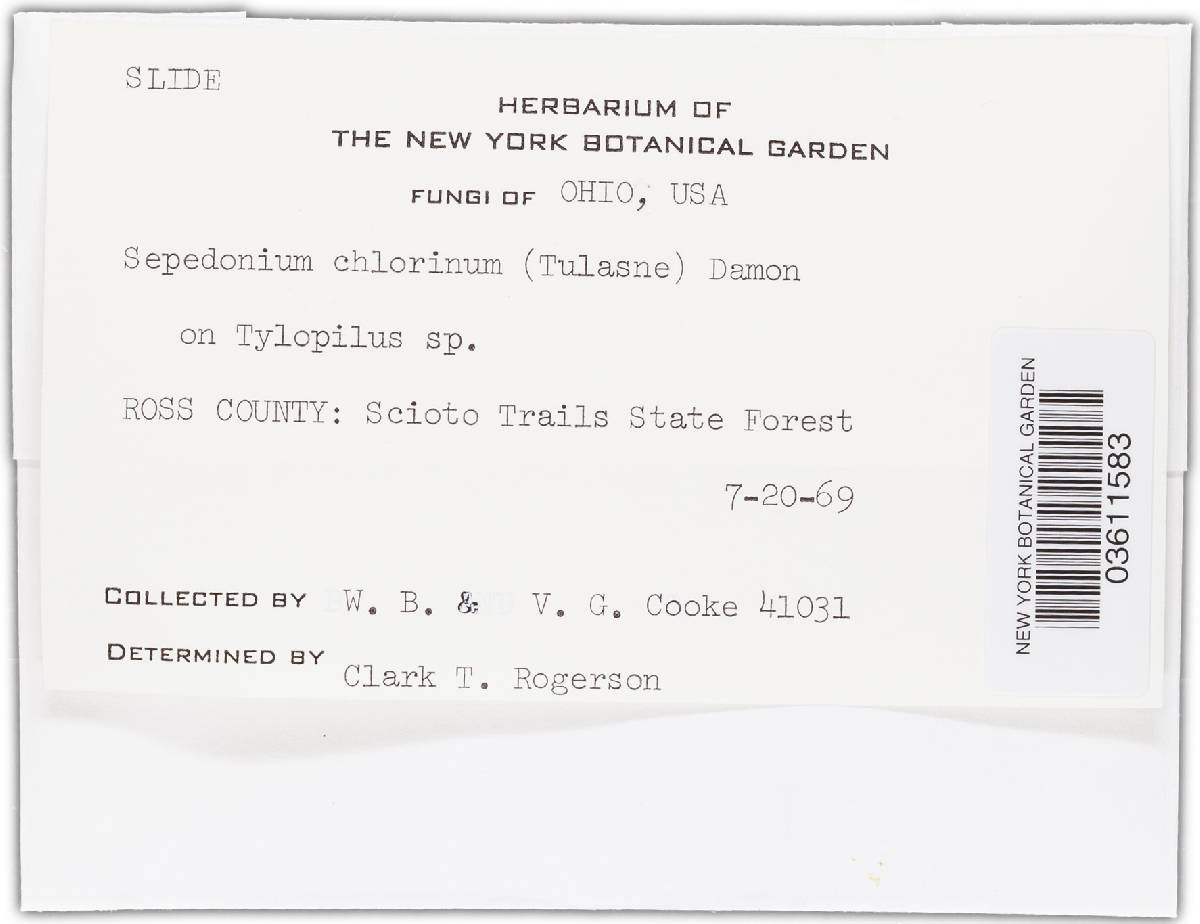 SLIDE
HERBARIUM OF
THE NEW YORK BOTANICAL GARDEN
FUNGI OF OHIO, USA
Sepedonium chlorinum (Tulasne) Damon
on Tylopilus sp.
ROSS COUNTY: Scioto Trails State Forest
7-20-69
COLLECTED BY W. B. & V. G. Cooke 41031
DETERMINED BY Clark T. Rogerson
NEW YORK BOTANICAL GARDEN
03611583